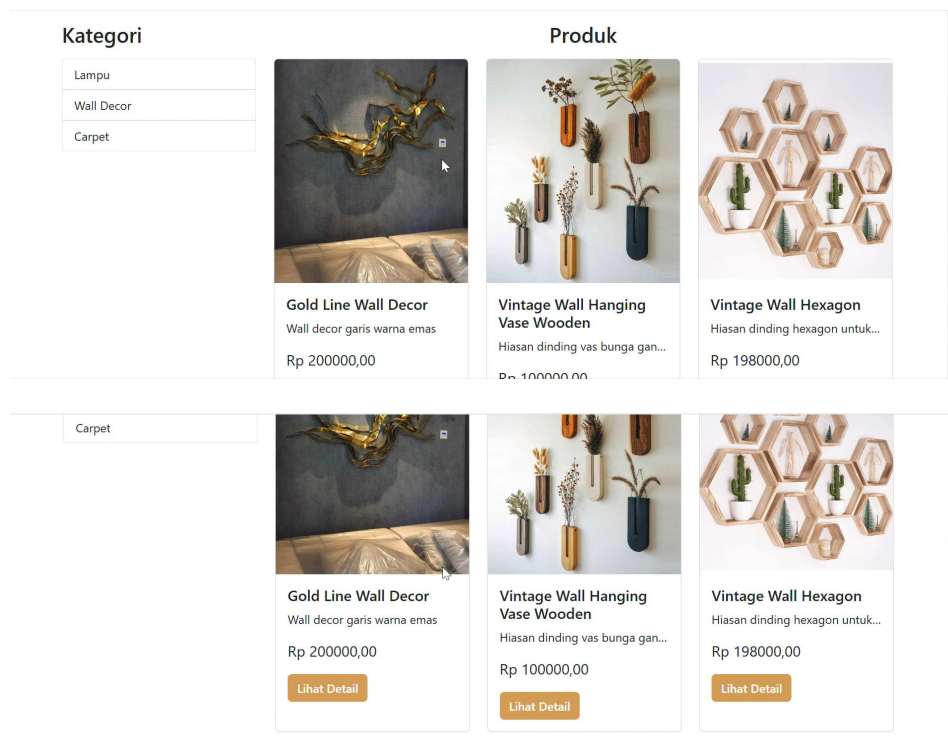 Kategori
Produk
Lampu
Wall Decor
Carpet
Gold Line Wall Decor
Wall decor garis warna emas
Rp 200000,00
Vintage Wall Hanging
Vase Wooden
Hiasan dinding vas bunga gan...
Rp 100000,00
Vintage Wall Hexagon
Hiasan dinding hexagon untuk...
Rp 198000,00
Carpet
Gold Line Wall Decor
Wall decor garis warna emas
Rp 200000,00
Lihat Detail
Vintage Wall Hanging
Vase Wooden
Hiasan dinding vas bunga gan...
Rp 100000,00
Lihat Detail
Vintage Wall Hexagon
Hiasan dinding hexagon untuk...
Rp 198000,00
Lihat Detail